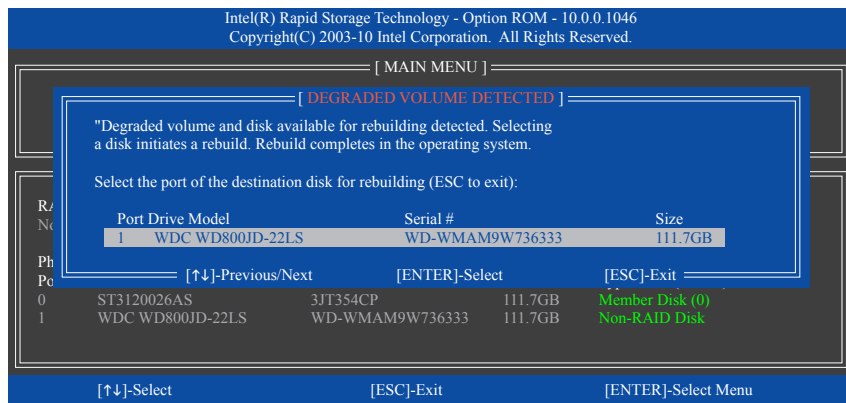 Intel(R) Rapid Storage Technology - Option ROM - 10.0.0.1046
Copyright(C) 2003-10 Intel Corporation. All Rights Reserved.
[ MAIN MENU ]
[ DEGRADED VOLUME DETECTED ]
"Degraded volume and disk available for rebuilding detected. Selecting
a disk initiates a rebuild. Rebuild completes in the operating system.
Select the port of the destination disk for rebuilding (ESC to exit):
Port Drive Model Serial # Size
1 WDC WD800JD-22LS WD-WMAM9W736333 111.7GB
[↑↓]-Previous/Next [ENTER]-Select [ESC]-Exit
0 ST3120026AS 3JT354CP 111.7GB Member Disk (0)
1 WDC WD800JD-22LS WD-WMAM9W736333 111.7GB Non-RAID Disk
[↑↓]-Select [ESC]-Exit [ENTER]-Select Menu